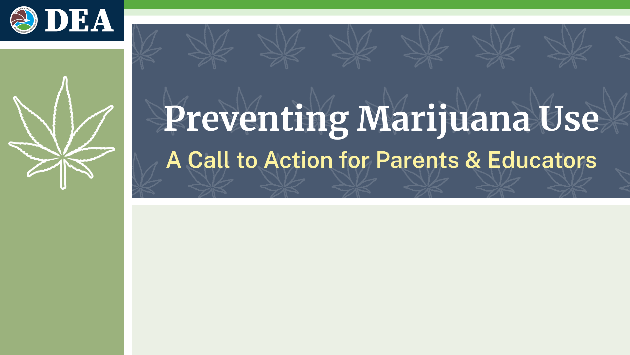 DEA
Preventing Marijuana Use
A Call to Action for Parents & Educators